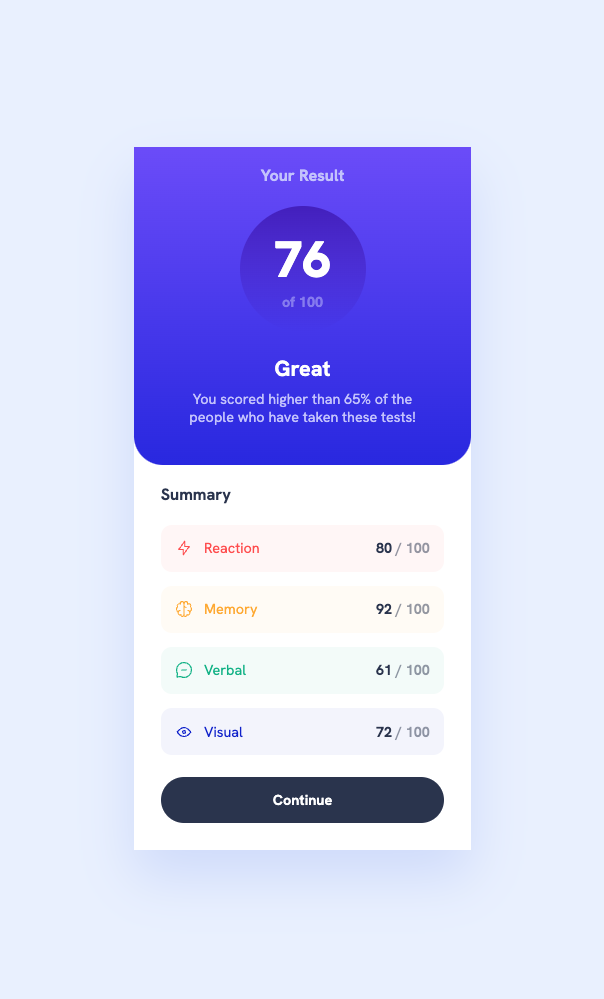 Your Result
76
of 100
Great
You scored higher than 65% of the
people who have taken these tests!
Summary
Reaction 80 / 100
Memory 92 / 100
Verbal 61 / 100
Visual 72 / 100
Continue